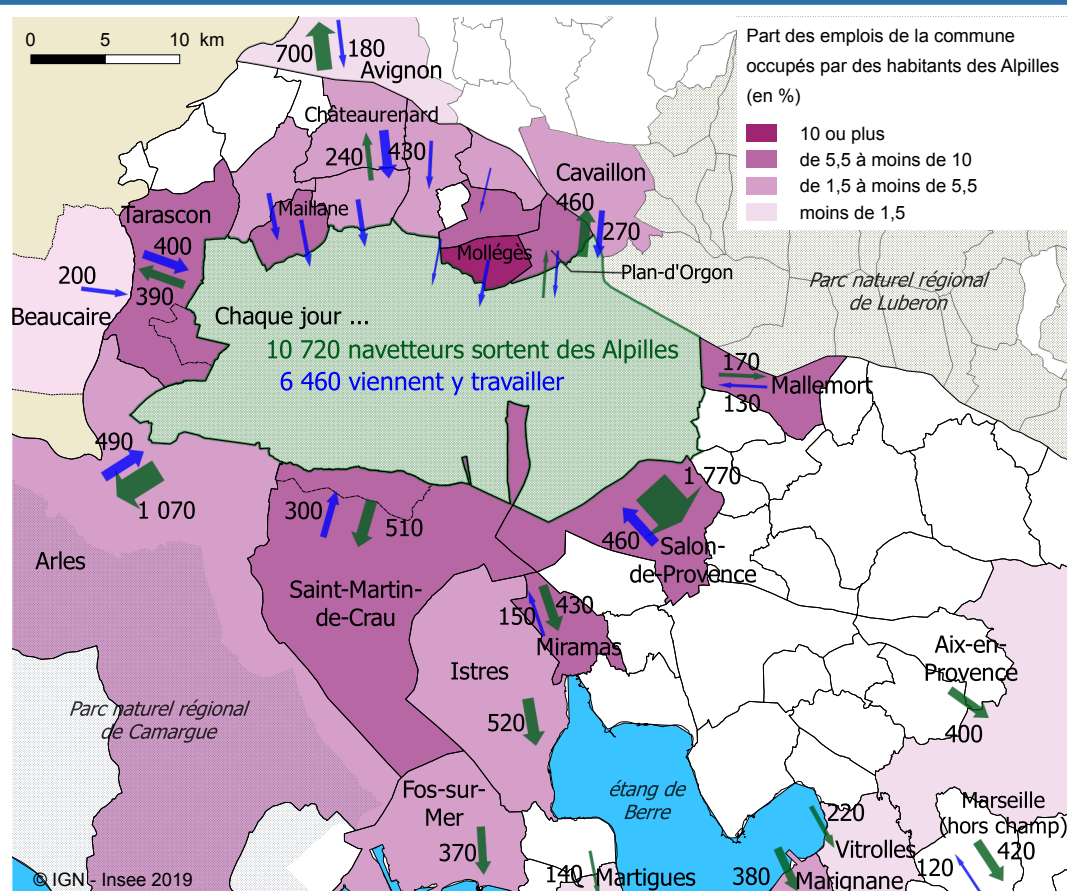 0 5 10 km
Part des emplois de la commune
occupés par des habitants des Alpilles
(en %)
10 ou plus
de 5,5 à moins de 10
de 1,5 à moins de 5,5
moins de 1,5
700
180
Avignon
Châteaurenard
240
430
Cavaillon
460
270
Tarascon
Maillane
Mollégès
Plan-d'Orgon
400
390
200
Beaucaire
Parc naturel régional
de Luberon
Chaque jour ...
10 720 navetteurs sortent des Alpilles
6 460 viennent y travailler
170
Mallemort
130
490
1 070
Arles
300
510
1 770
460
Salon-
de-Provence
Saint-Martin-
de-Crau
150
430
Miramas
Istres
520
Aix-en-
Provence
400
Parc naturel régional
de Camargue
étang de
Berre
Fos-sur-
Mer
370
140
Martigues
380
Marignane
220
Vitrolles
Marseille
(hors champ)
120
420
© IGN - Insee 2019